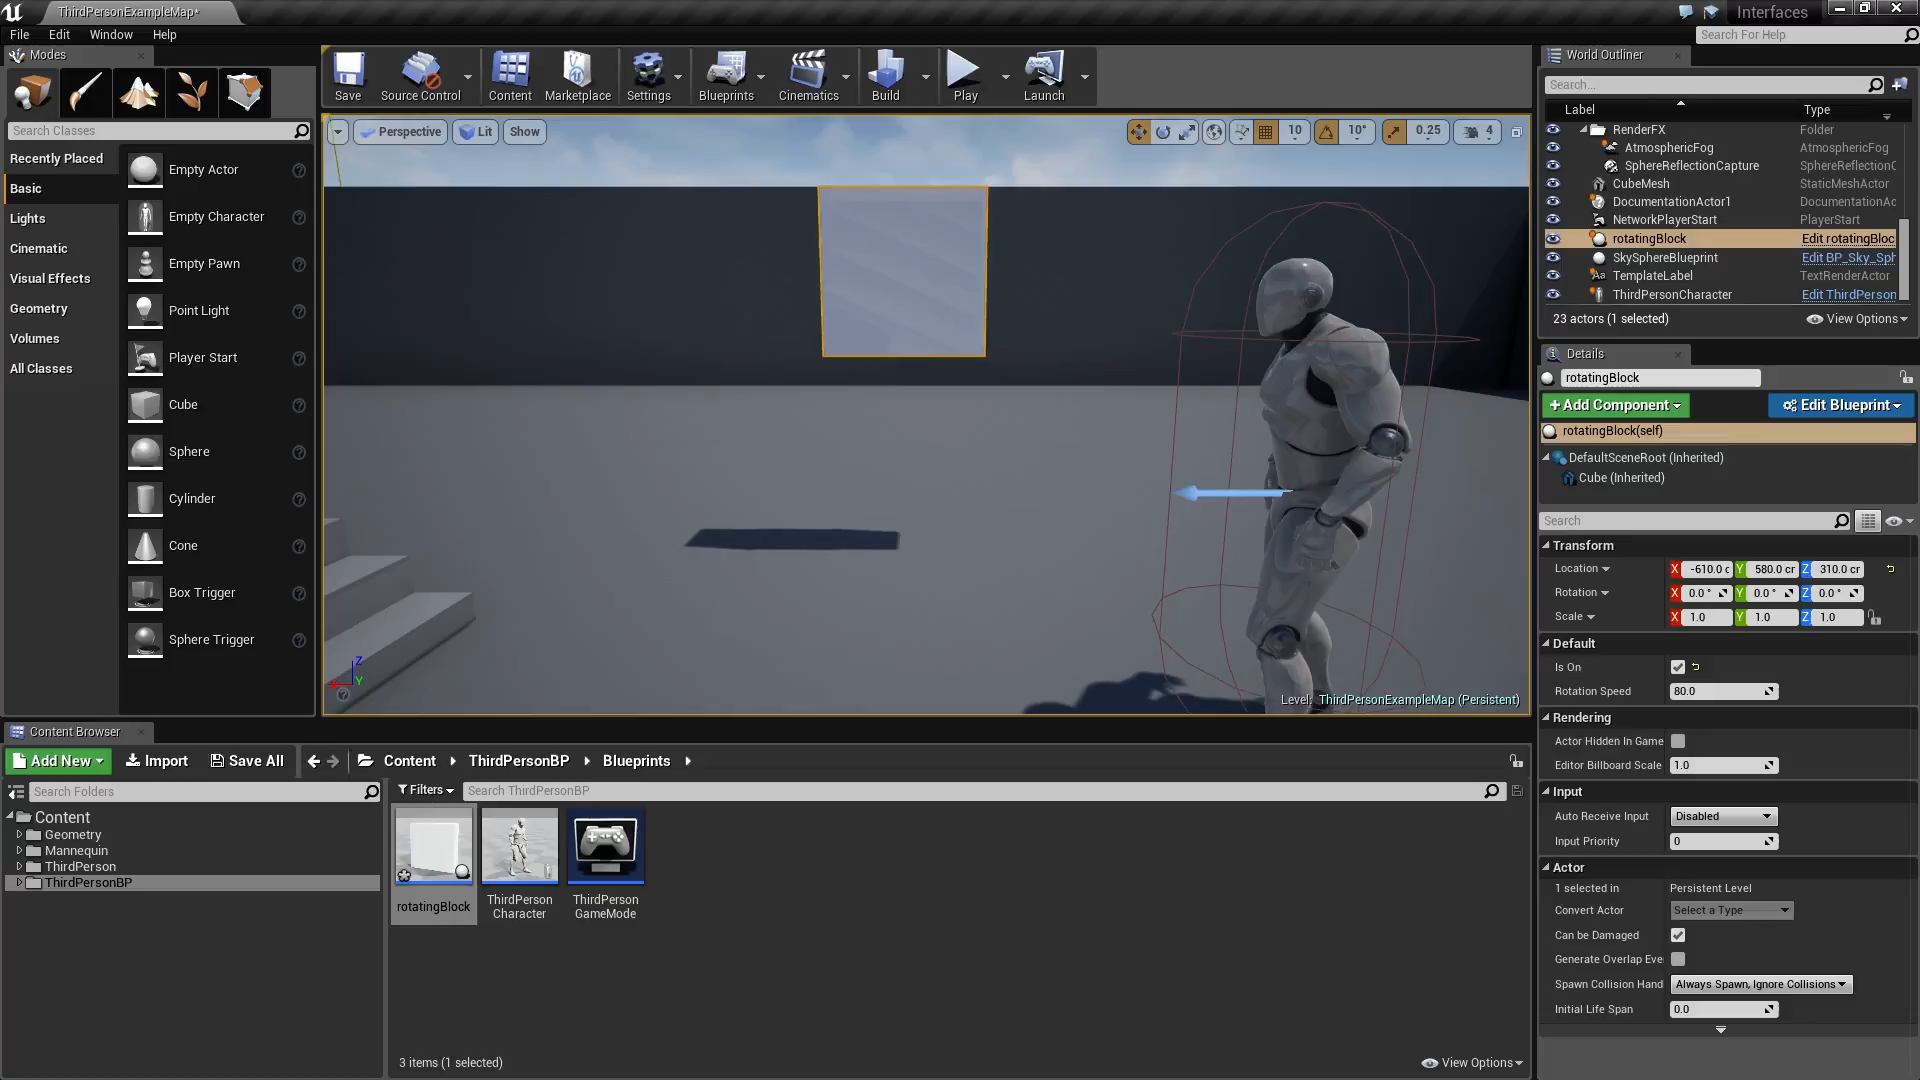 ThirdPersonExampleMap*
Interfaces
File
Edit
Window
Help
Search For Help
Modes
Search Classes
Recently Placed
Basic
Lights
Cinematic
Visual Effects
Geometry
Volumes
All Classes
Empty Actor
Empty Character
Empty Pawn
Point Light
Player Start
Cube
Sphere
Cylinder
Cone
Box Trigger
Sphere Trigger
Save
Source Control
Content
Marketplace
Settings
Blueprints
Cinematics
Build
Play
Launch
Perspective
Lit
Show
10
10°
0.25
4
Z
Y
Level: ThirdPersonExampleMap (Persistent)
World Outliner
Search...
Label
Type
RenderFX
Folder
AtmosphericFog
AtmosphericFog
SphereReflectionCapture
SphereReflectionC
CubeMesh
StaticMeshActor
DocumentationActor1
DocumentationAc
NetworkPlayerStart
PlayerStart
rotatingBlock
Edit rotatingBloc
SkySphereBlueprint
Edit BP_Sky_Sph
TemplateLabel
TextRenderActor
ThirdPersonCharacter
Edit ThirdPerson
23 actors (1 selected)
View Options
Details
rotatingBlock
+Add Component
Edit Blueprint
rotatingBlock(self)
DefaultSceneRoot (Inherited)
Cube (Inherited)
Search
Transform
Location
X -610.0 c Y 580.0 cr Z 310.0 cr
Rotation
X 0.0° Y 0.0° Z 0.0°
Scale
X 1.0 Y 1.0 Z 1.0
Default
Is On
Rotation Speed
80.0
Rendering
Actor Hidden In Game
Editor Billboard Scale
1.0
Input
Auto Receive Input
Disabled
Input Priority
0
Actor
1 selected in
Persistent Level
Convert Actor
Select a Type
Can be Damaged
Generate Overlap Eve
Spawn Collision Hand
Always Spawn, Ignore Collisions
Initial Life Span
0.0
Content Browser
Add New
Import
Save All
Content
ThirdPersonBP
Blueprints
Search Folders
Filters
Search ThirdPersonBP
Content
Geometry
Mannequin
ThirdPerson
ThirdPersonBP
rotatingBlock
ThirdPerson
Character
ThirdPerson
GameMode
3 items (1 selected)
View Options